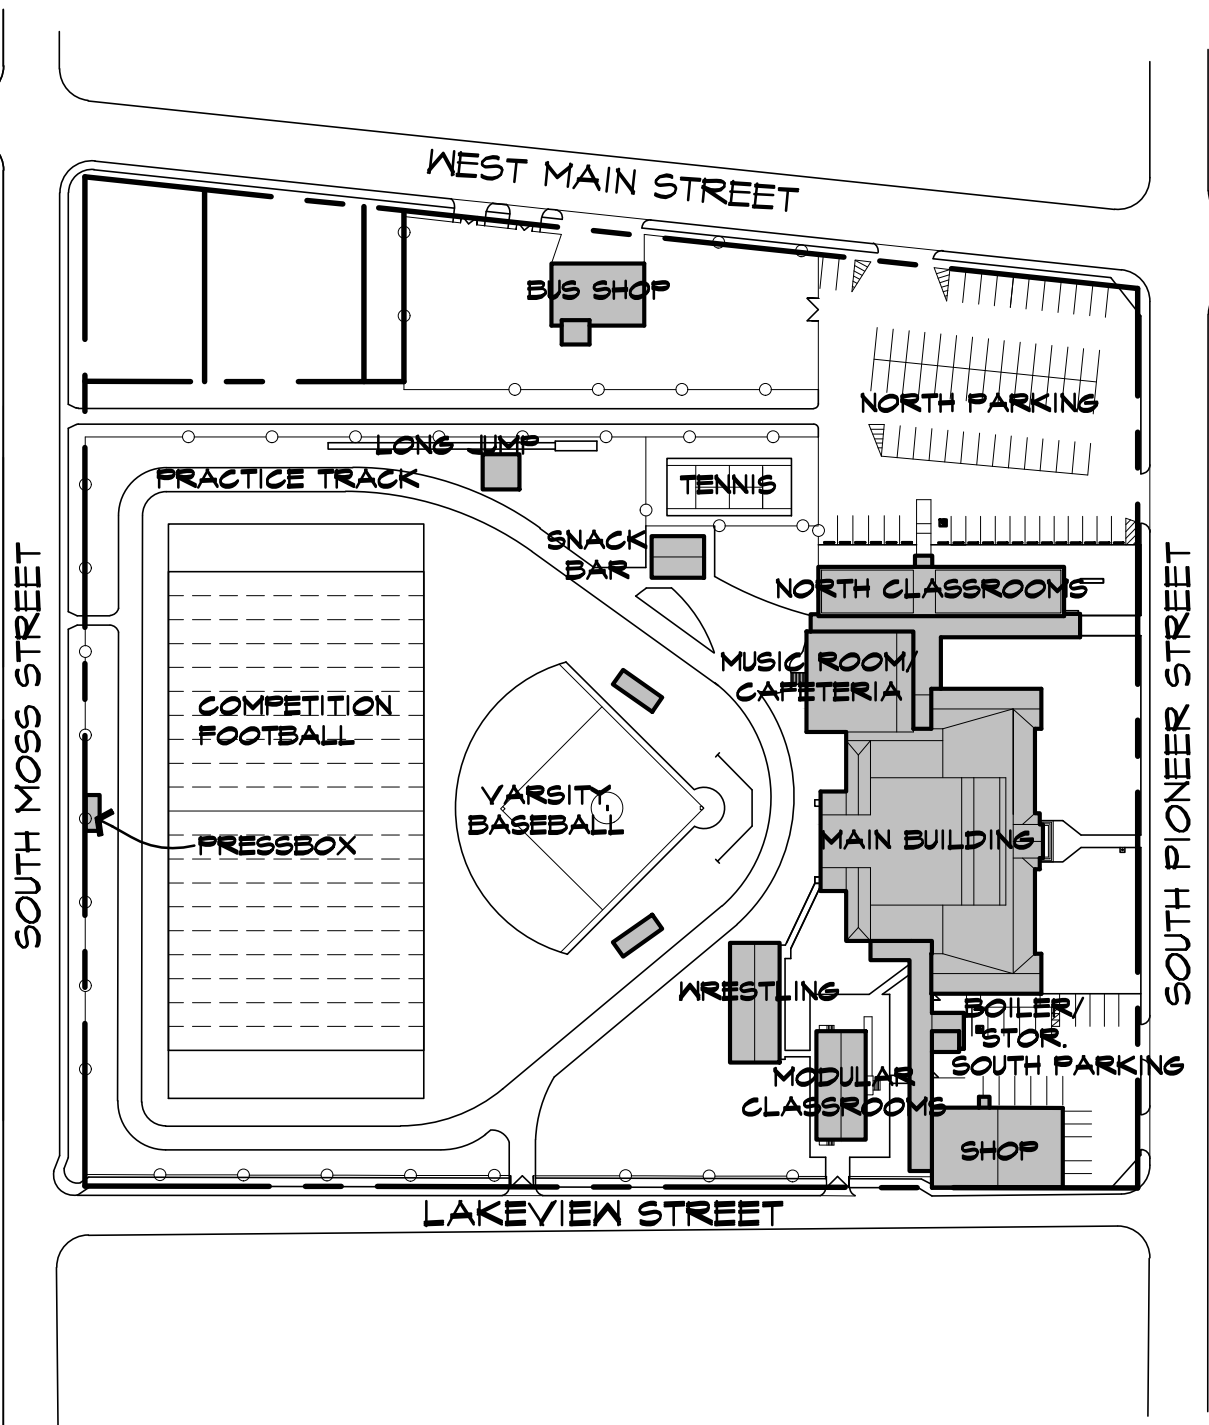 WEST MAIN STREET
BUS SHOP
NORTH PARKING
LONG JUMP
PRACTICE TRACK
TENNIS
SNACK
BAR
NORTH CLASSROOMS
MUSIC ROOM/
CAFETERIA
COMPETITION
FOOTBALL
VARSITY
BASEBALL
PRESSBOX
MAIN BUILDING
SOUTH MOSS STREET
SOUTH PIONEER STREET
WRESTLING
BOILER/
STOR.
SOUTH PARKING
MODULAR
CLASSROOMS
SHOP
LAKEVIEW STREET